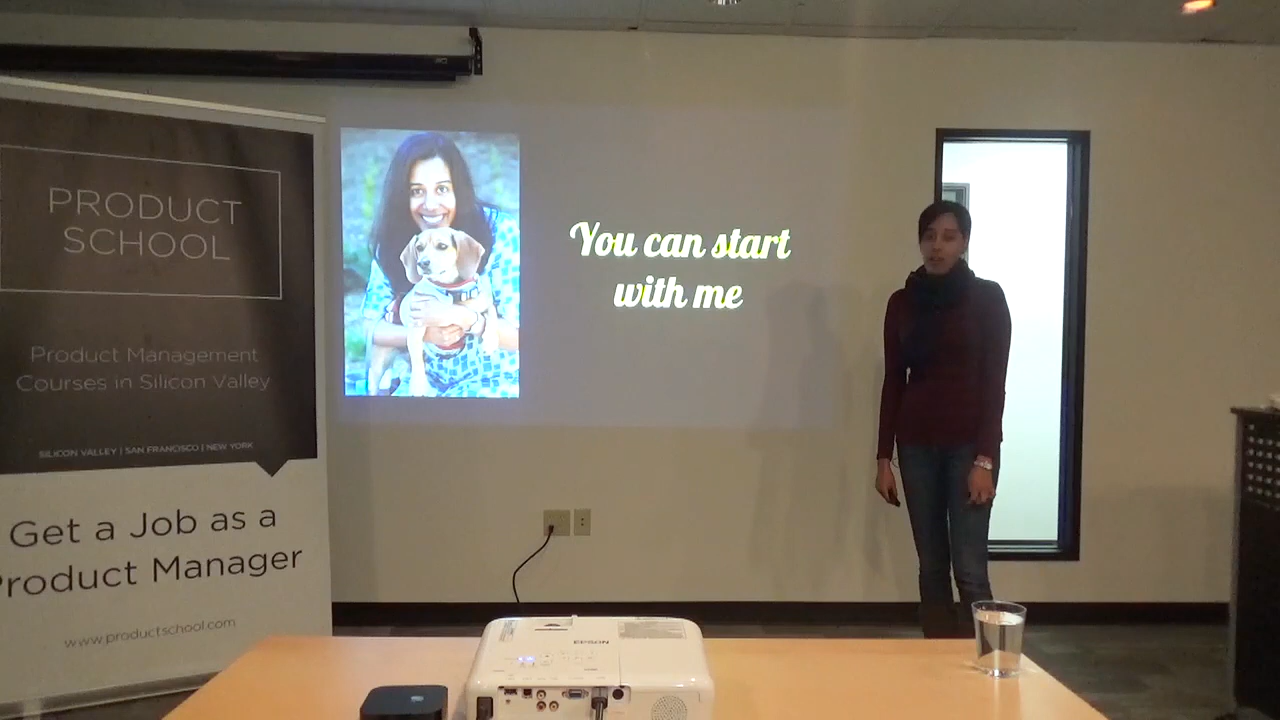 PRODUCT
SCHOOL
Product Management
Courses in Silicon Valley
SILICON VALLEY | SAN FRANCISCO | NEW YORK
Get a Job as a
Product Manager
www.productschool.com
You can start
with me
EPSON